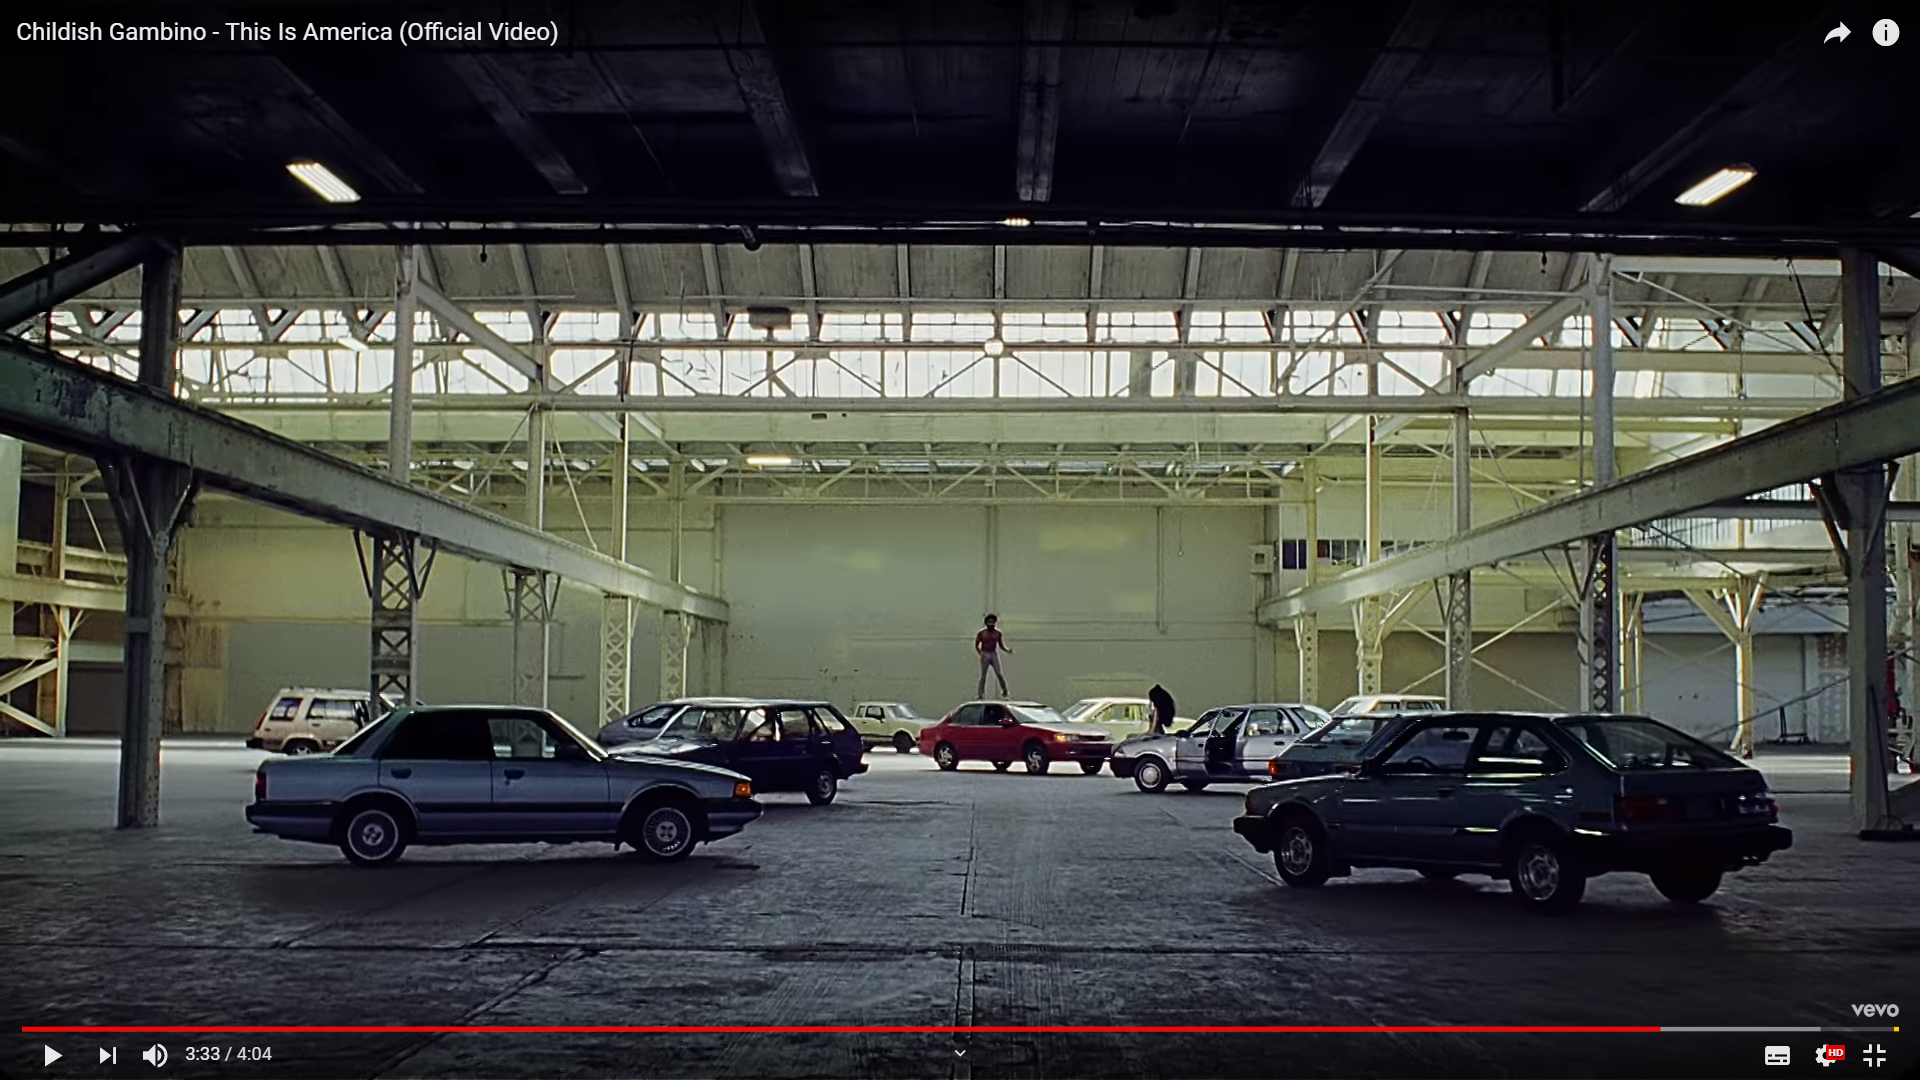 Childish Gambino - This Is America (Official Video)
vevo
3:33 / 4:04
HD